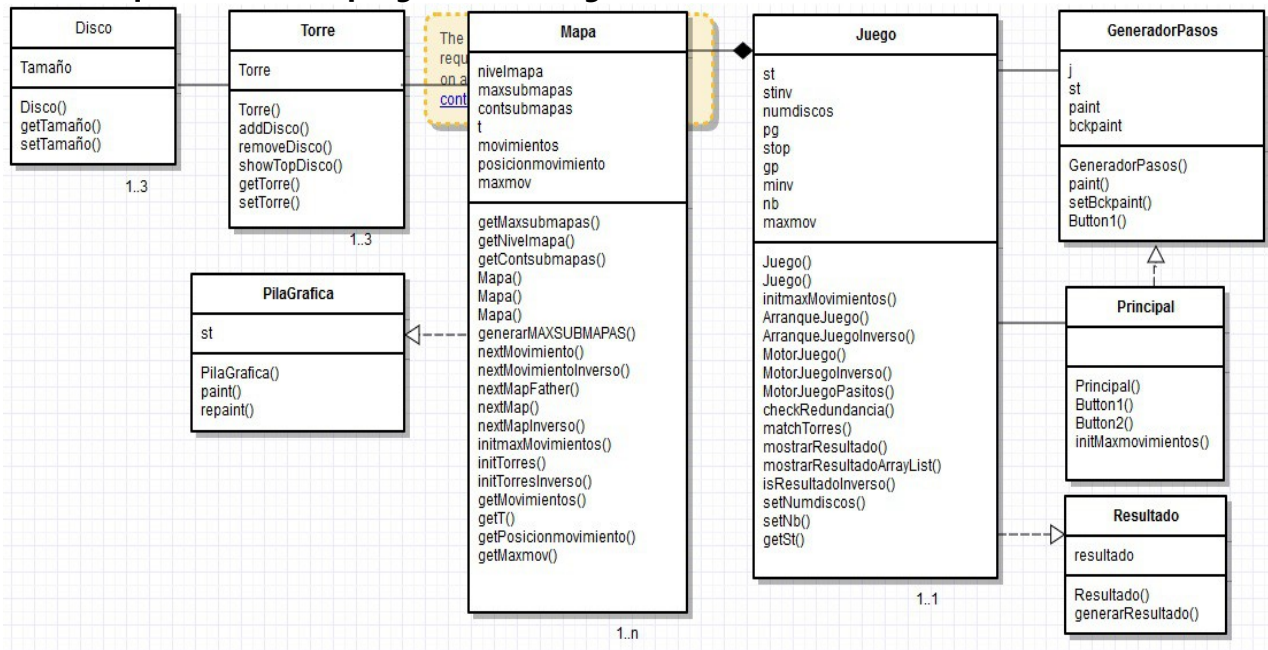 Disco
Tamaño
Disco()
getTamaño()
setTamaño()
1..3
Torre
Torre
Torre()
addDisco()
removeDisco()
showTopDisco()
getTorre()
setTorre()
1..3
The
requ
on a
cont
PilaGrafica
st
PilaGrafica()
paint()
repaint()
Mapa
nivelmapa
maxsubmapas
contsubmapas
t
movimientos
posicionmovimiento
maxmov
getMaxsubmapas()
getNivelmapa()
getContsubmapas()
Mapa()
Mapa()
Mapa()
generarMAXSUBMAPAS()
nextMovimiento()
nextMovimientoInverso()
nextMapFather()
nextMap()
nextMapInverso()
initmaxMovimientos()
initTorres()
initTorresInverso()
getMovimientos()
getT()
getPosicionmovimiento()
getMaxmov()
1..n
Juego
st
stinv
numdiscos
pg
stop
gp
minv
nb
maxmov
Juego()
Juego()
initmaxMovimientos()
ArranqueJuego()
ArranqueJuegoInverso()
MotorJuego()
MotorJuegoInverso()
MotorJuegoPasitos()
checkRedundancia()
matchTorres()
mostrarResultado()
mostrarResultadoArrayList()
isResultadoInverso()
setNumdiscos()
setNb()
getSt()
1..1
GeneradorPasos
j
st
paint
bckpaint
GeneradorPasos()
paint()
setBckpaint()
Button1()
Principal
Principal()
Button1()
Button2()
initMaxmovimientos()
Resultado
resultado
Resultado()
generarResultado()